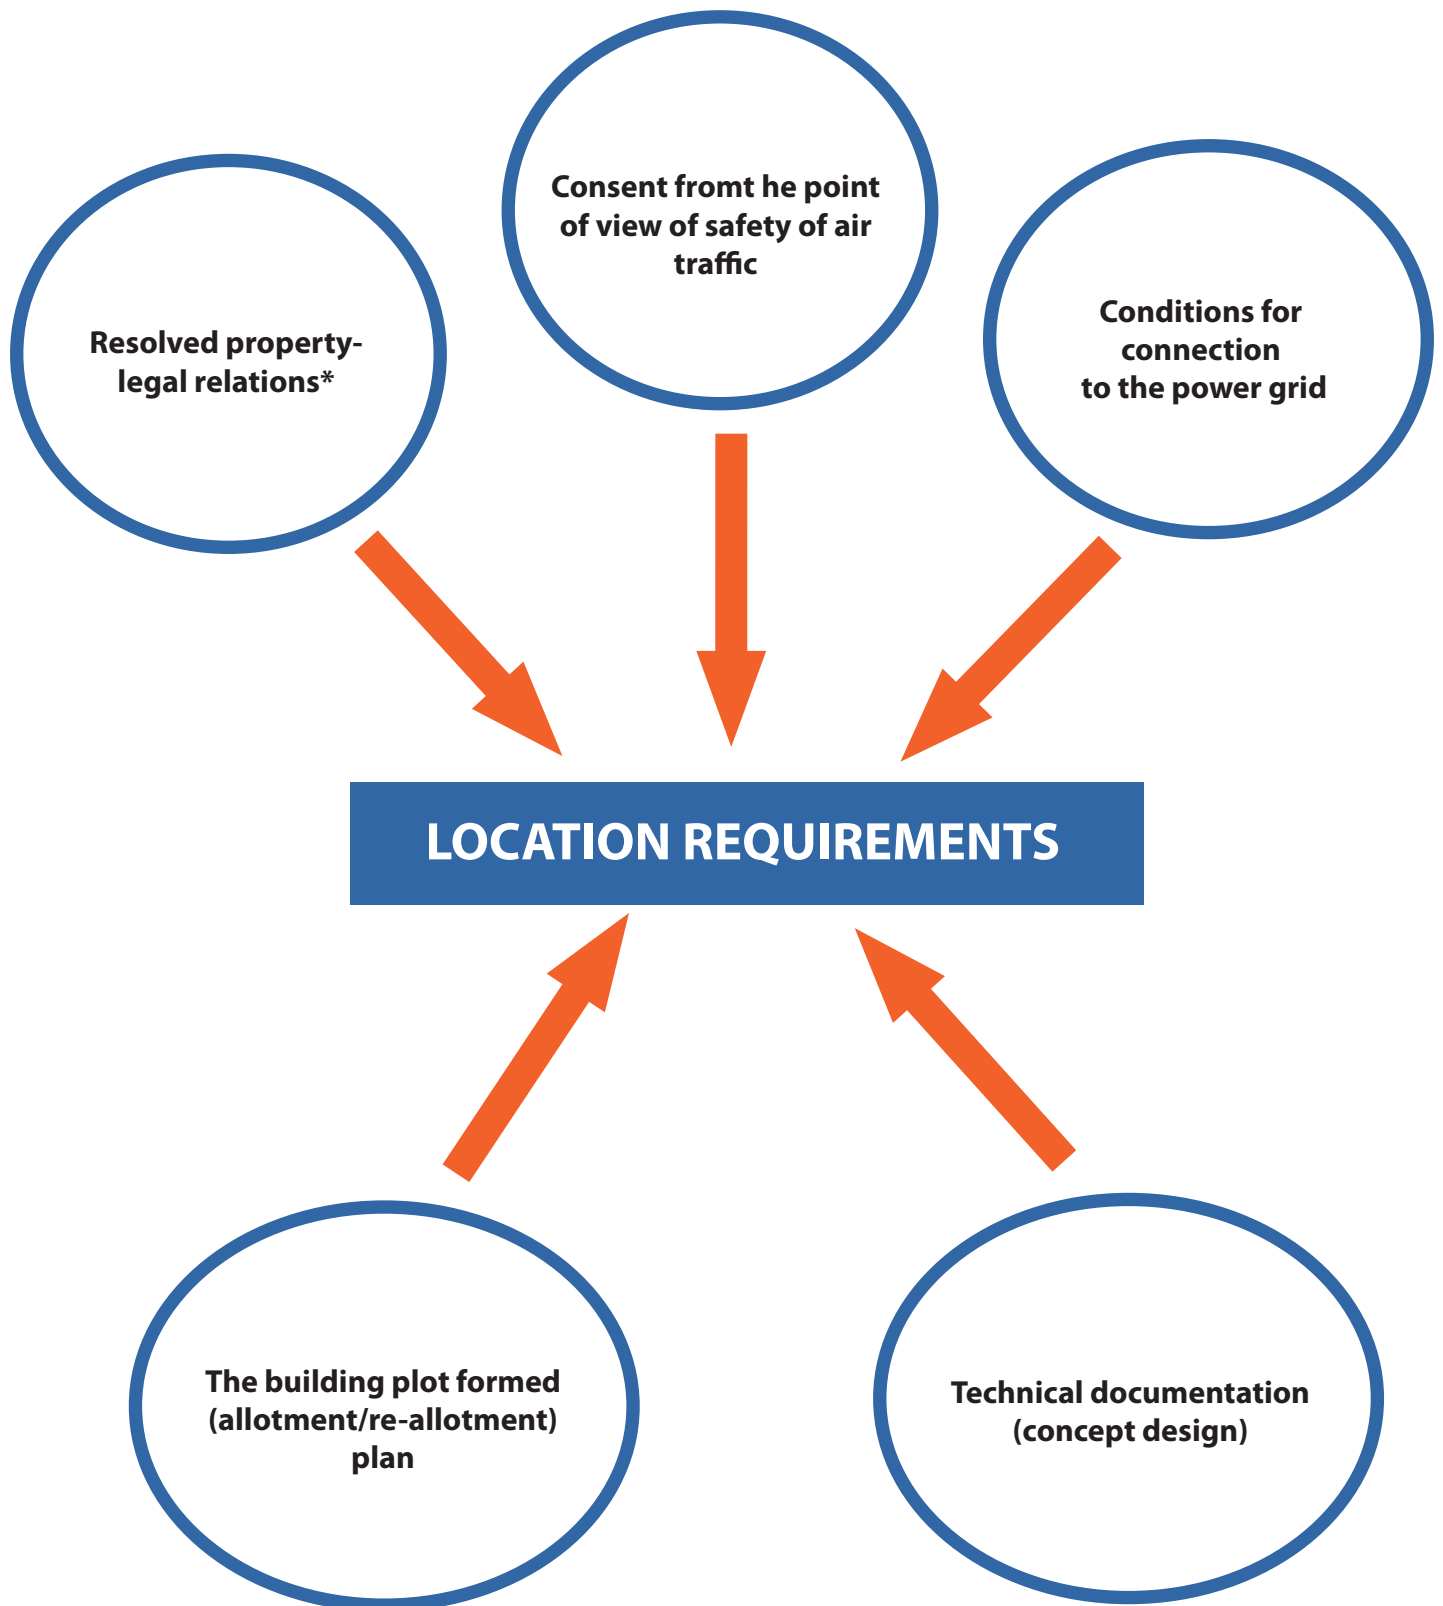 Consent fromt he point
of view of safety of air
traffic
Resolved property-
legal relations*
Conditions for
connection
to the power grid
LOCATION REQUIREMENTS
The building plot formed
(allotment/re-allotment)
plan
Technical documentation
(concept design)